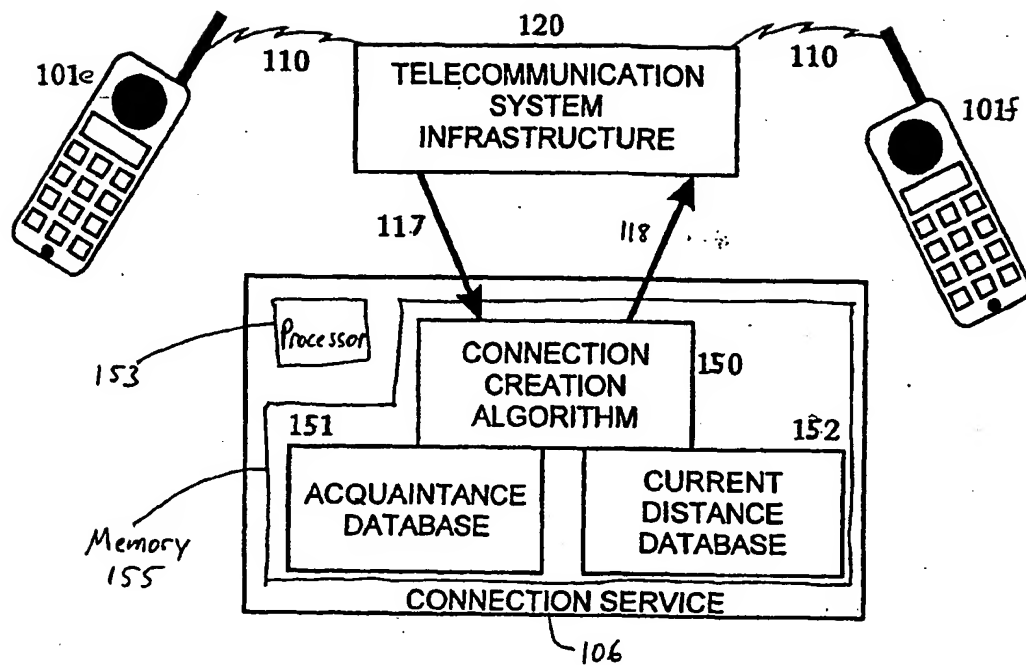 120
110
110
101e
101f
TELECOMMUNICATION
SYSTEM
INFRASTRUCTURE
117
118
Processor
153
CONNECTION
CREATION
ALGORITHM
150
151
152
ACQUAINTANCE
DATABASE
CURRENT
DISTANCE
DATABASE
Memory
155
CONNECTION SERVICE
106